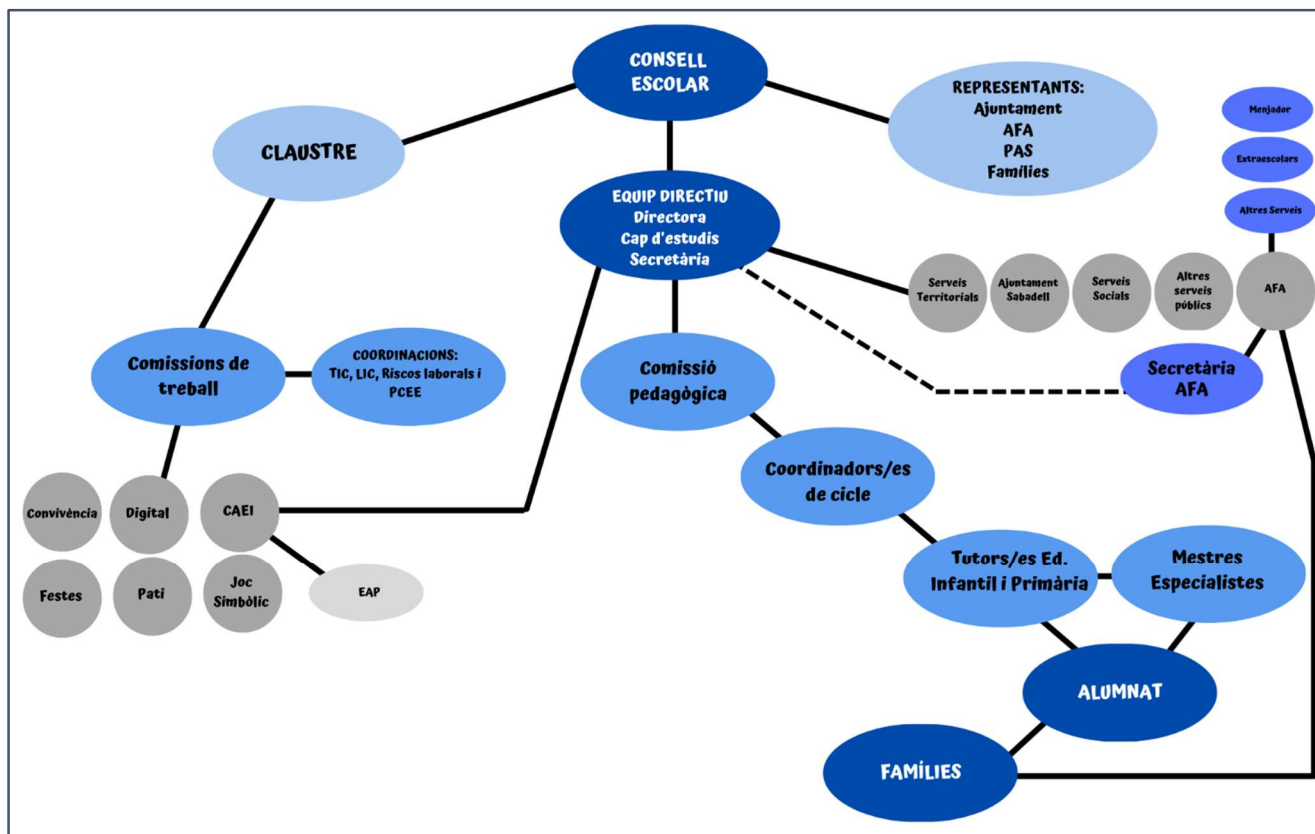 CONSELL
ESCOLAR
REPRESENTANTS:
Ajuntament
AFA
PAS
Famílies
Menjador
Extraescolars
Altres Serveis
CLAUSTRE
EQUIP DIRECTIU
Directora
Cap d'estudis
Secretària
Serveis
Territorials
Ajuntament
Sabadell
Serveis
Socials
Altres
serveis
públics
AFA
Comissions de
treball
COORDINACIONS:
TIC, LIC, Riscos laborals i
PCEE
Comissió
pedagògica
Secretària
AFA
Coordinadors/es
de cicle
Convivència
Digital
CAEI
Festes
Pati
Joc
Simbòlic
EAP
Tutors/es Ed.
Infantil i Primària
Mestres
Especialistes
ALUMNAT
FAMÍLIES